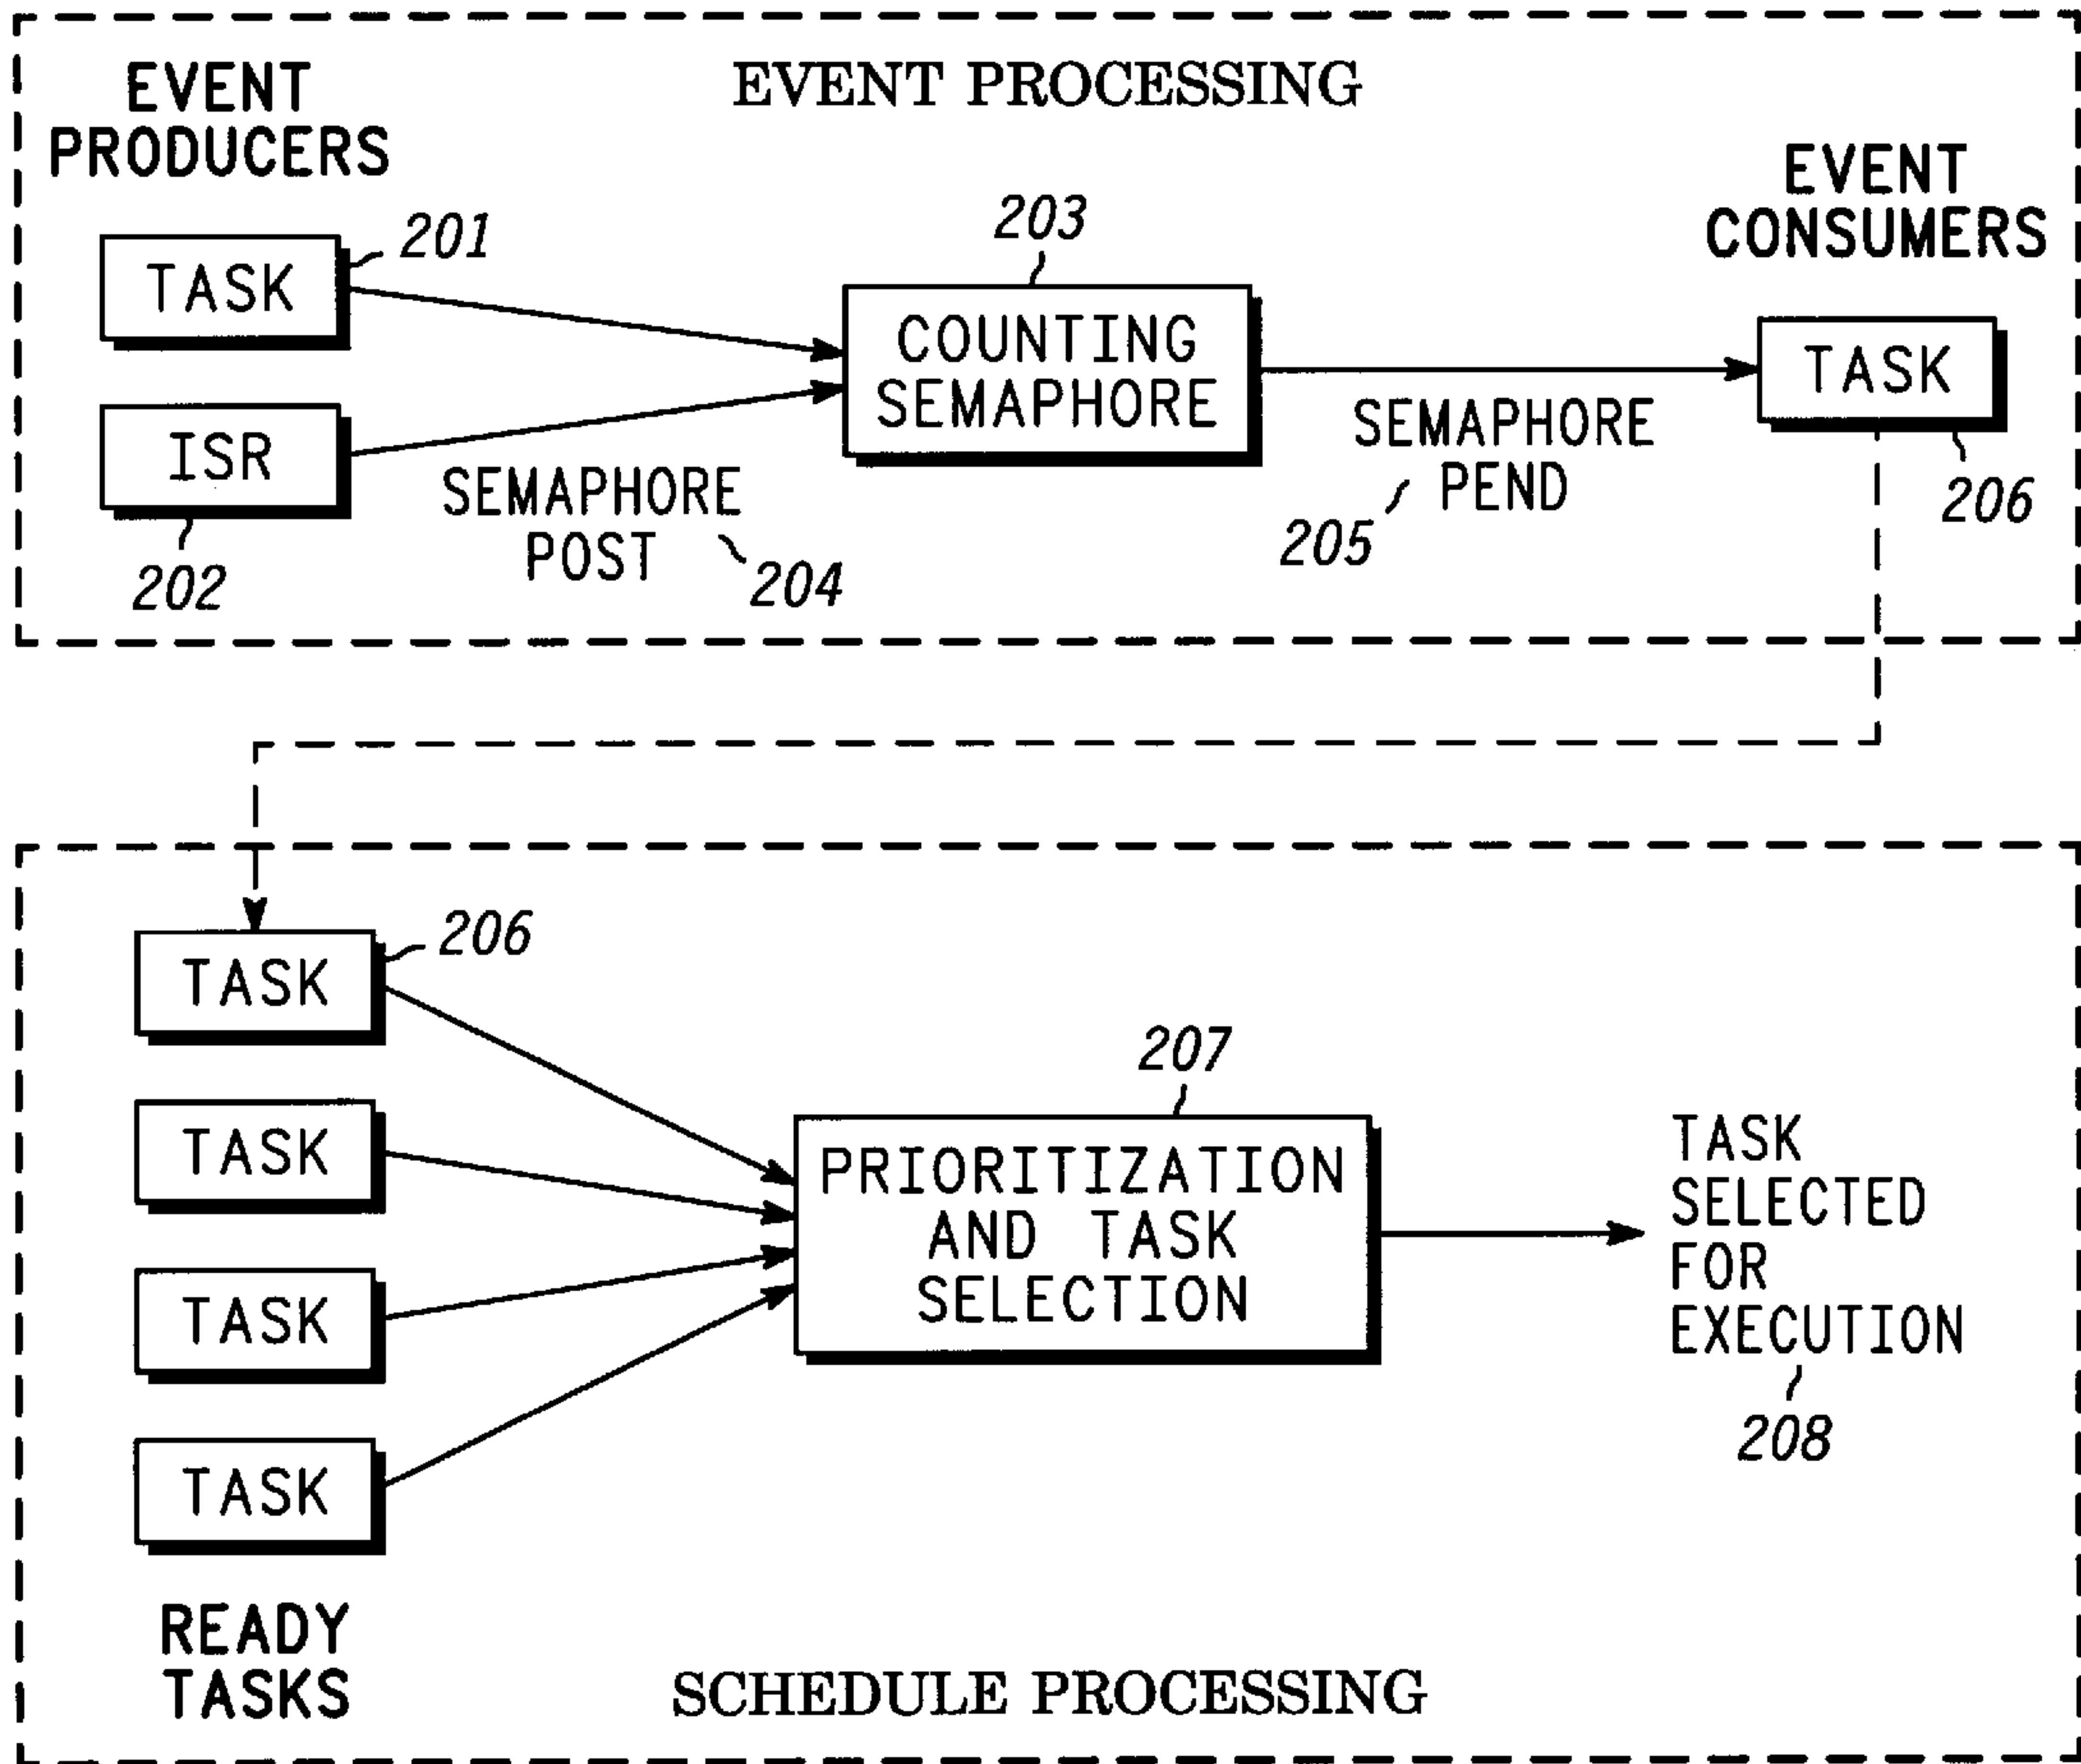 EVENT PROCESSING
EVENT
PRODUCERS
EVENT
CONSUMERS
201
203
TASK
COUNTING
SEMAPHORE
TASK
ISR
SEMAPHORE
POST
SEMAPHORE
PEND
202
204
205
206
TASK
206
TASK
TASK
TASK
207
PRIORITIZATION
AND TASK
SELECTION
TASK
SELECTED
FOR
EXECUTION
208
READY
TASKS
SCHEDULE PROCESSING